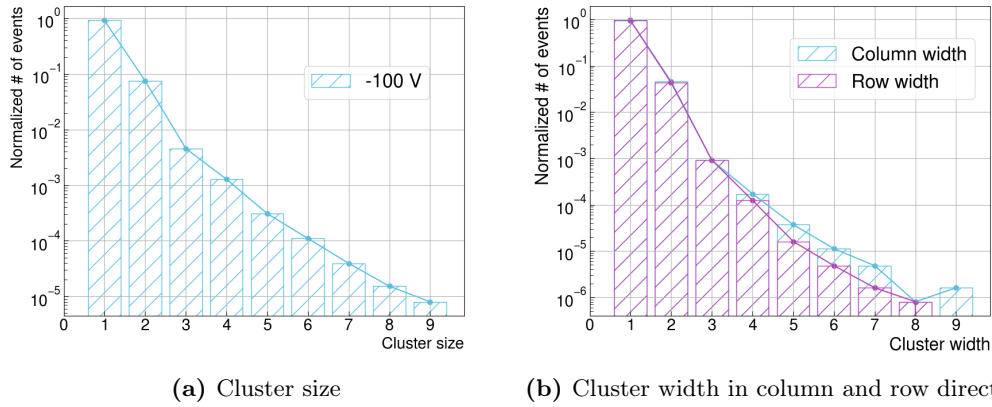 Normalized # of events
10^0
10^-1
10^-2
10^-3
10^-4
10^-5
-100 V
0 1 2 3 4 5 6 7 8 9
Cluster size
(a) Cluster size
Normalized # of events
10^0
10^-1
10^-2
10^-3
10^-4
10^-5
10^-6
Column width
Row width
0 1 2 3 4 5 6 7 8 9
Cluster width
(b) Cluster width in column and row direc